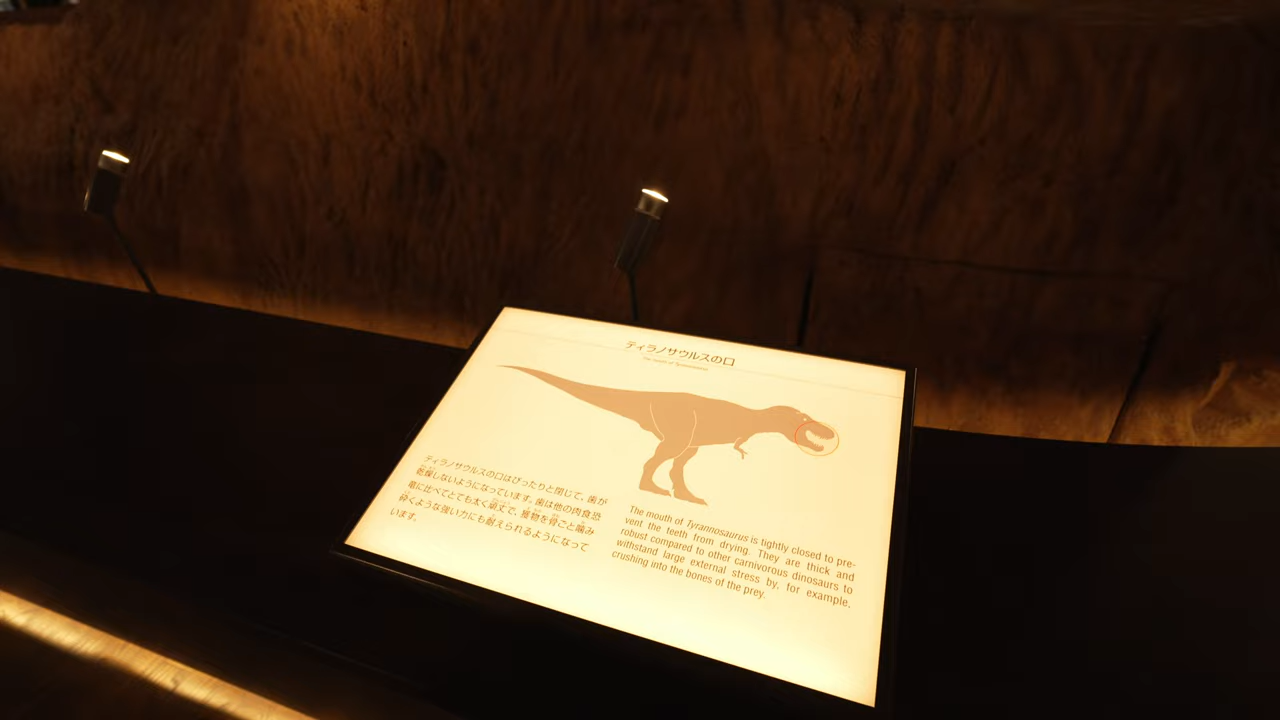 ティラノサウルスの口
The mouth of Tyrannosaurus
ティラノサウルスの口はぴったりと閉じて、歯が
乾燥しないようになっています。歯は他の肉食恐
竜に比べてとても太く頑丈で、獲物を骨ごと噛み
砕くような強い力にも耐えられるようになって
います。
The mouth of Tyrannosaurus is tightly closed to pre-
vent the teeth from drying. They are thick and
robust compared to other carnivorous dinosaurs to
withstand large external stress by, for example,
crushing into the bones of the prey.